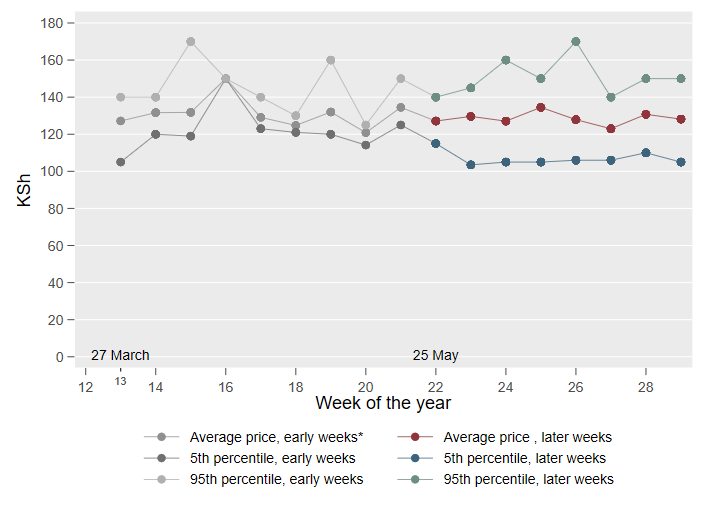 180
160
140
120
100
80
60
40
20
0
KSh
27 March
25 May
12
13
14
16
18
20
22
24
26
28
Week of the year
Average price, early weeks*
Average price , later weeks
5th percentile, early weeks
5th percentile, later weeks
95th percentile, early weeks
95th percentile, later weeks